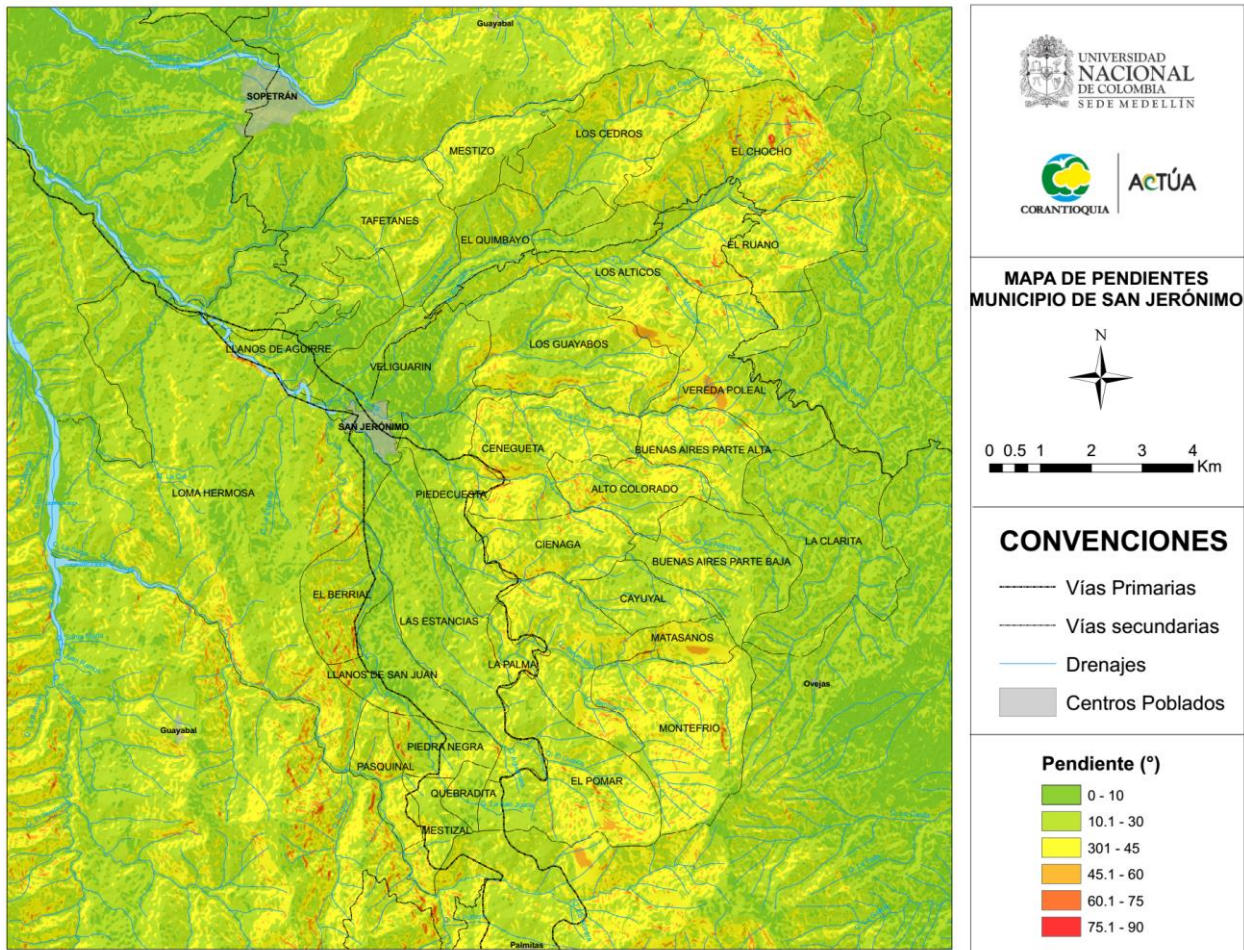 Guayabal
SOPETRÁN
LOS CEDROS
MESTIZO
EL CHOCHO
TAFETANES
EL QUIMBAYO
EL RUANO
LOS ALTICOS
LLANOS DE AGUIRRE
LOS GUAYABOS
VELIGUARIN
VEREDA POLEAL
SAN JERÓNIMO
CENEGUETA
BUENAS AIRES PARTE ALTA
LOMA HERMOSA
PIEDECUESTA
ALTO COLORADO
CIENAGA
LA CLARITA
BUENAS AIRES PARTE BAJA
EL BERRIAL
CAYUYAL
LAS ESTANCIAS
MATASANOS
LA PALMA
LLANOS DE SAN JUAN
Ovejas
Guayabal
MONTEFRIO
PIEDRA NEGRA
PASQUINAL
EL POMAR
QUEBRADITA
MESTIZAL
Palmitas
UNIVERSIDAD
NACIONAL
DE COLOMBIA
SEDE MEDELLÍN
CORANTIOQUIA
ACTÚA
MAPA DE PENDIENTES
MUNICIPIO DE SAN JERÓNIMO
N
0 0.5 1 2 3 4
Km
CONVENCIONES
Vías Primarias
Vías secundarias
Drenajes
Centros Poblados
Pendiente (°)
0 - 10
10.1 - 30
301 - 45
45.1 - 60
60.1 - 75
75.1 - 90